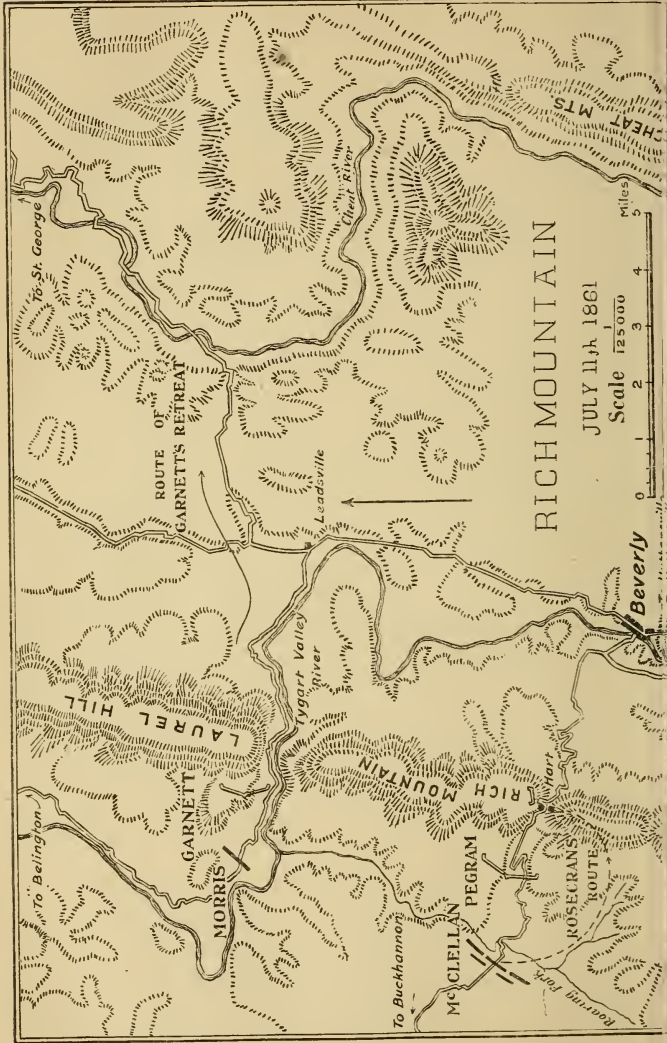 To St. George
CHEAT MTS.
Cheat River
ROUTE OF
GARNETT'S RETREAT
Leadsville
To Belington
LAUREL HILL
GARNETT
MORRIS
Tygart Valley
River
RICH
MOUNTAIN
Hart
PEGRAM
McCLELLAN
To Buckhannon
ROSECRANS'
ROUTE
Roaring Fork
Beverly
RICH MOUNTAIN
JULY 11th 1861
Scale 1/125000
0 1 2 3 4 5 Miles